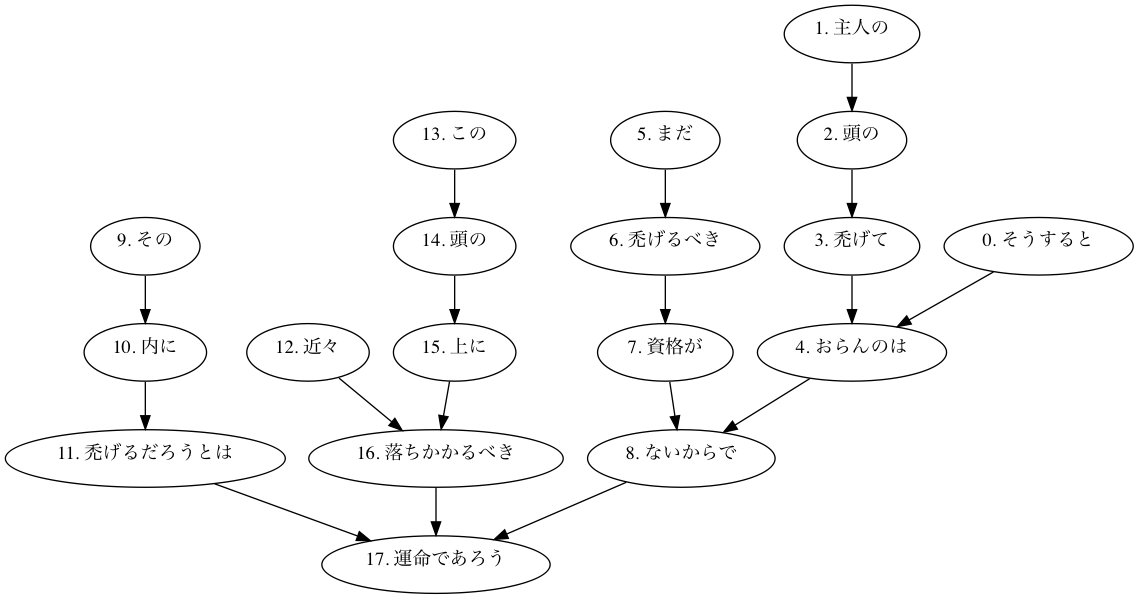 1. 主人の
13. この
5. まだ
2. 頭の
9. その
14. 頭の
6. 禿げるべき
3. 禿げて
0. そうすると
10. 内に
12. 近々
15. 上に
7. 資格が
4. おらんのは
11. 禿げるだろうとは
16. 落ちかかるべき
8. ないからで
17. 運命であろう